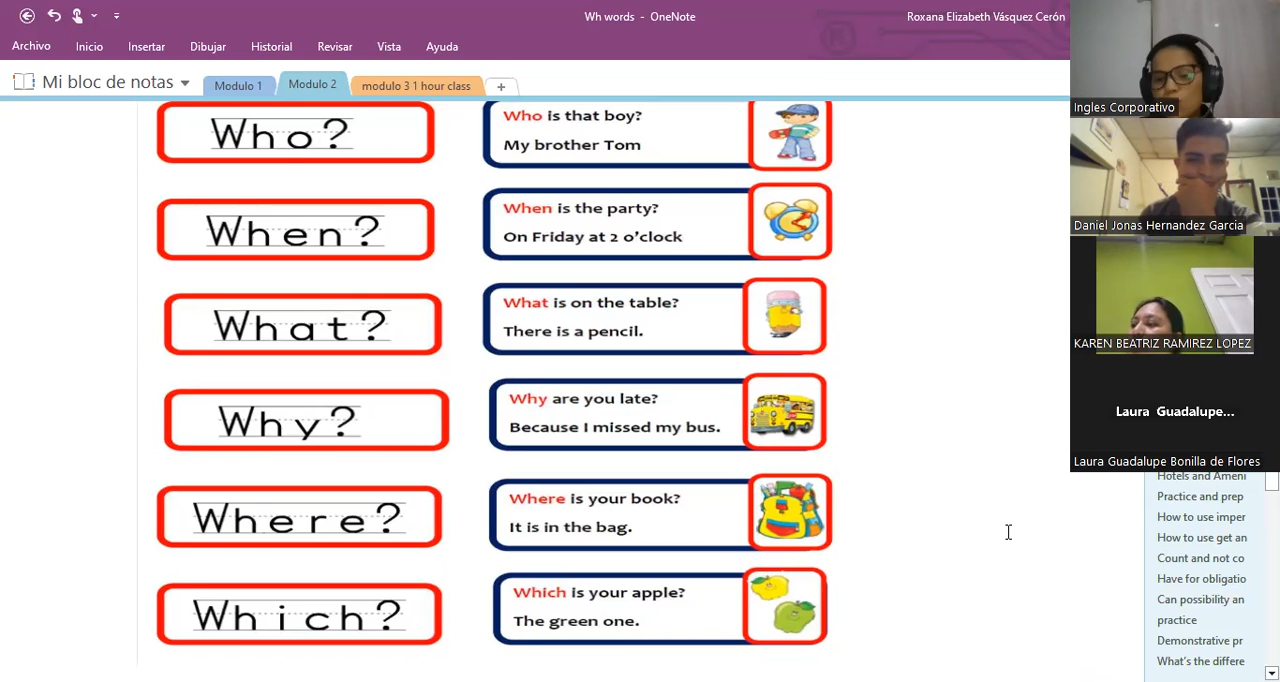 Wh words - OneNote
Roxana Elizabeth Vásquez Cerón
Archivo
Inicio
Insertar
Dibujar
Historial
Revisar
Vista
Ayuda
Mi bloc de notas
Modulo 1
Modulo 2
modulo 3 1 hour class
+
Who?
Who is that boy?
My brother Tom
When?
When is the party?
On Friday at 2 o'clock
What?
What is on the table?
There is a pencil.
Why?
Why are you late?
Because I missed my bus.
Where?
Where is your book?
It is in the bag.
Which?
Which is your apple?
The green one.
Ingles Corporativo
Daniel Jonas Hernandez Garcia
KAREN BEATRIZ RAMIREZ LOPEZ
Laura Guadalupe...
Laura Guadalupe Bonilla de Flores
Hotels and Ameni
Practice and prep
How to use imper
How to use get an
Count and not co
Have for obligatio
Can possibility an
practice
Demonstrative pr
What's the differe